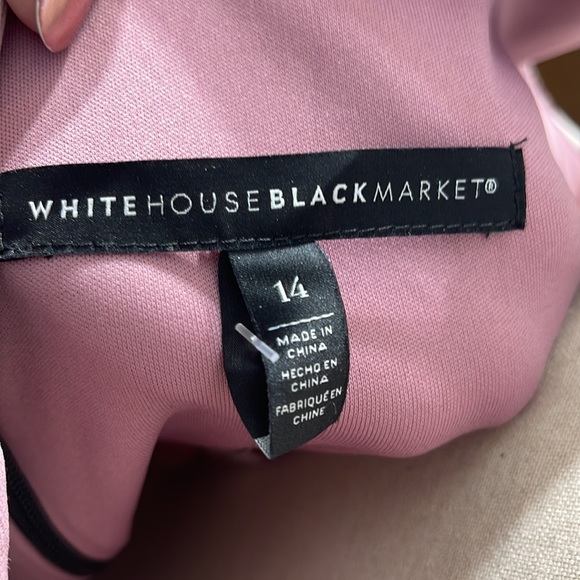 WHITEHOUSEBLACKMARKET®
14
MADE IN
CHINA
HECHO EN
CHINA
FABRIQUÉ EN
CHINE